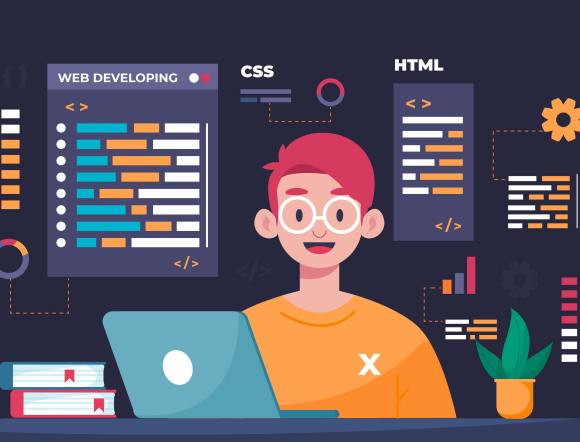 WEB DEVELOPING
< >
</>
CSS
HTML
< >
</>
{ }
</>
X